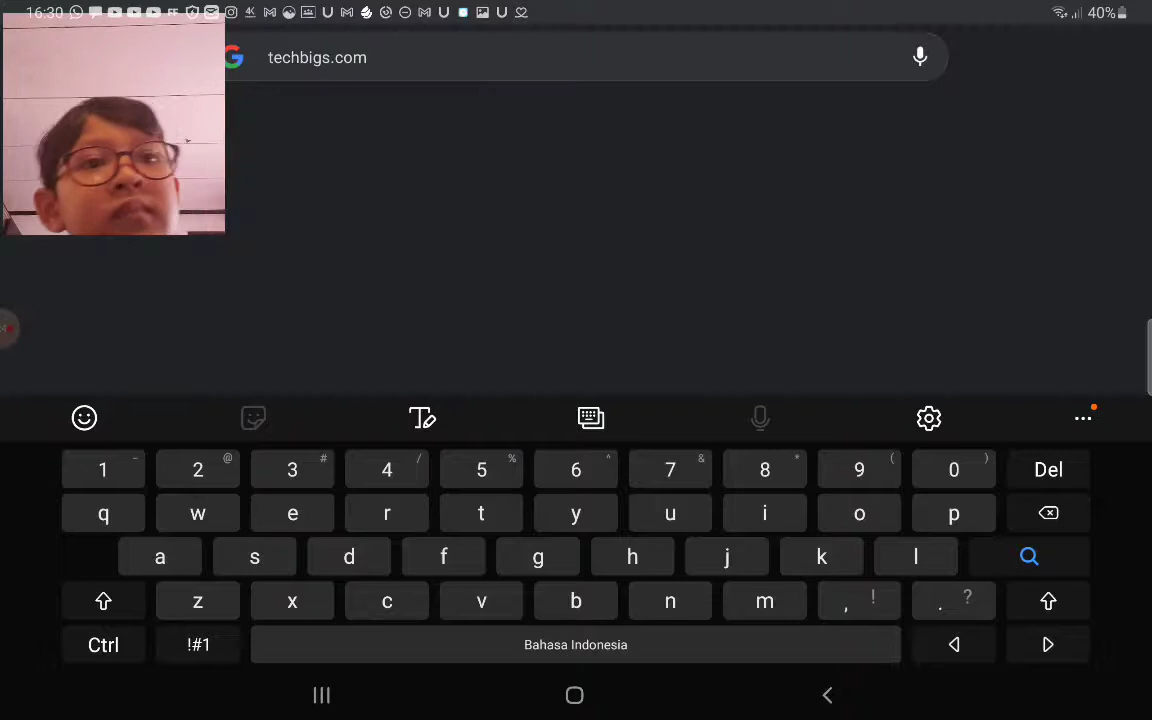 16:30 40%
techbigs.com
1 - 2 @ 3 # 4 / 5 % 6 ^ 7 & 8 * 9 ( 0 ) Del
q w e r t y u i o p
a s d f g h j k l
z x c v b n m , ! . ?
Ctrl !#1 Bahasa Indonesia